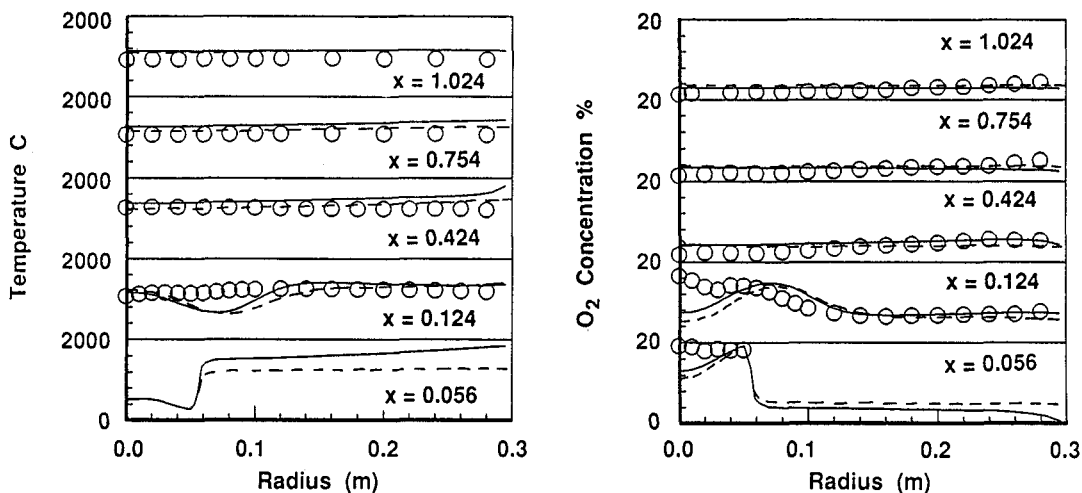 2000
x = 1.024
2000
x = 0.754
2000
x = 0.424
2000
x = 0.124
2000
x = 0.056
0
0.0 0.1 0.2 0.3
Radius (m)
Temperature C
20
x = 1.024
20
x = 0.754
20
x = 0.424
20
x = 0.124
20
x = 0.056
0
0.0 0.1 0.2 0.3
Radius (m)
O2 Concentration %